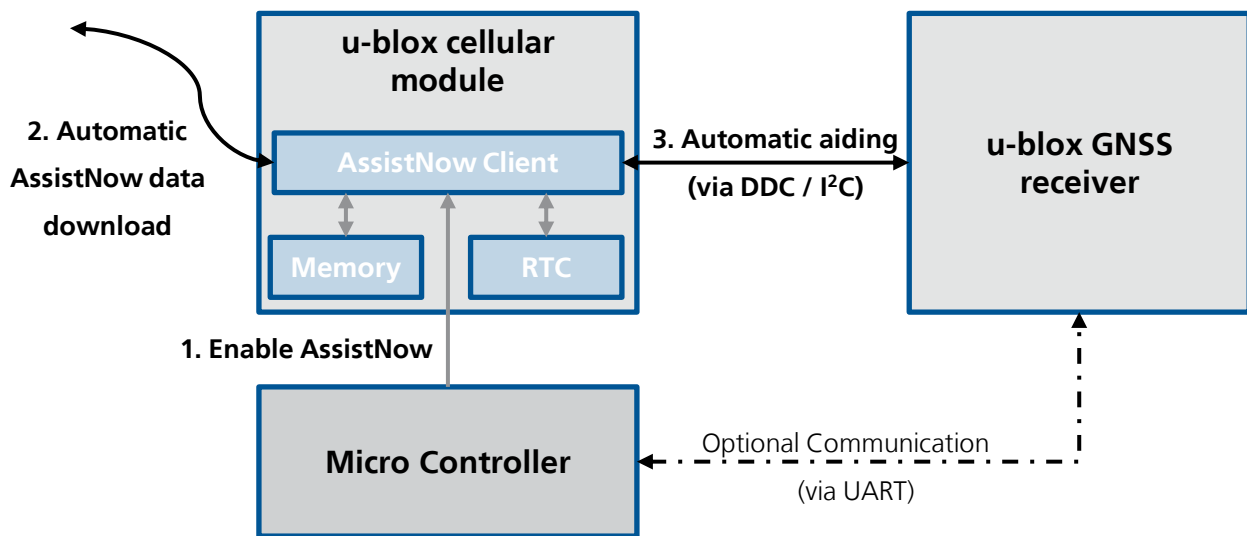 u-blox cellular
module
2. Automatic
AssistNow data
download
AssistNow Client
Memory
RTC
3. Automatic aiding
(via DDC / I²C)
u-blox GNSS
receiver
1. Enable AssistNow
Micro Controller
Optional Communication
(via UART)